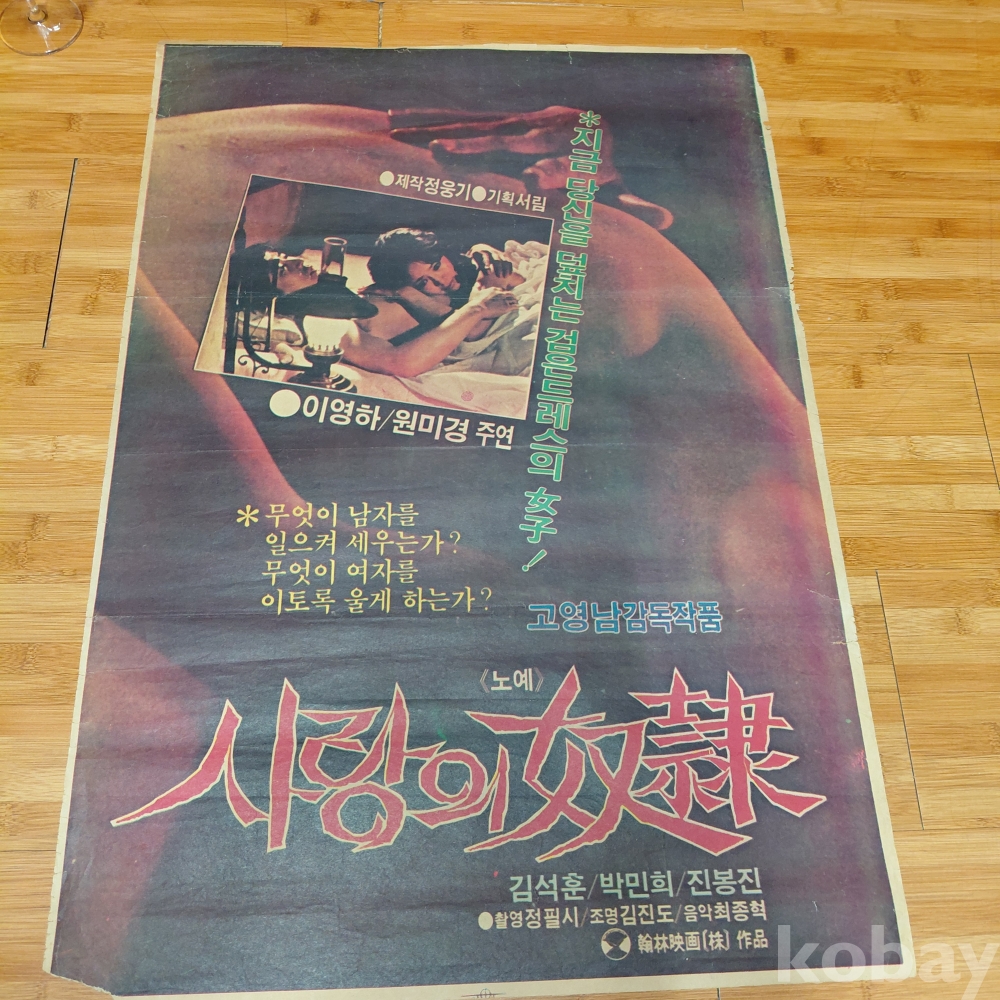 ●제작정웅기●기획서림
*지금 당신을 덮치는 검은드레스의 女子!
●이영하/원미경 주연
*무엇이 남자를
일으켜 세우는가?
무엇이 여자를
이토록 울게 하는가?
고영남감독작품
《노예》
사랑의 奴隷
김석훈/박민희/진봉진
●촬영정필시/조명김진도/음악최종혁
翰林映画(株) 作品
kobay